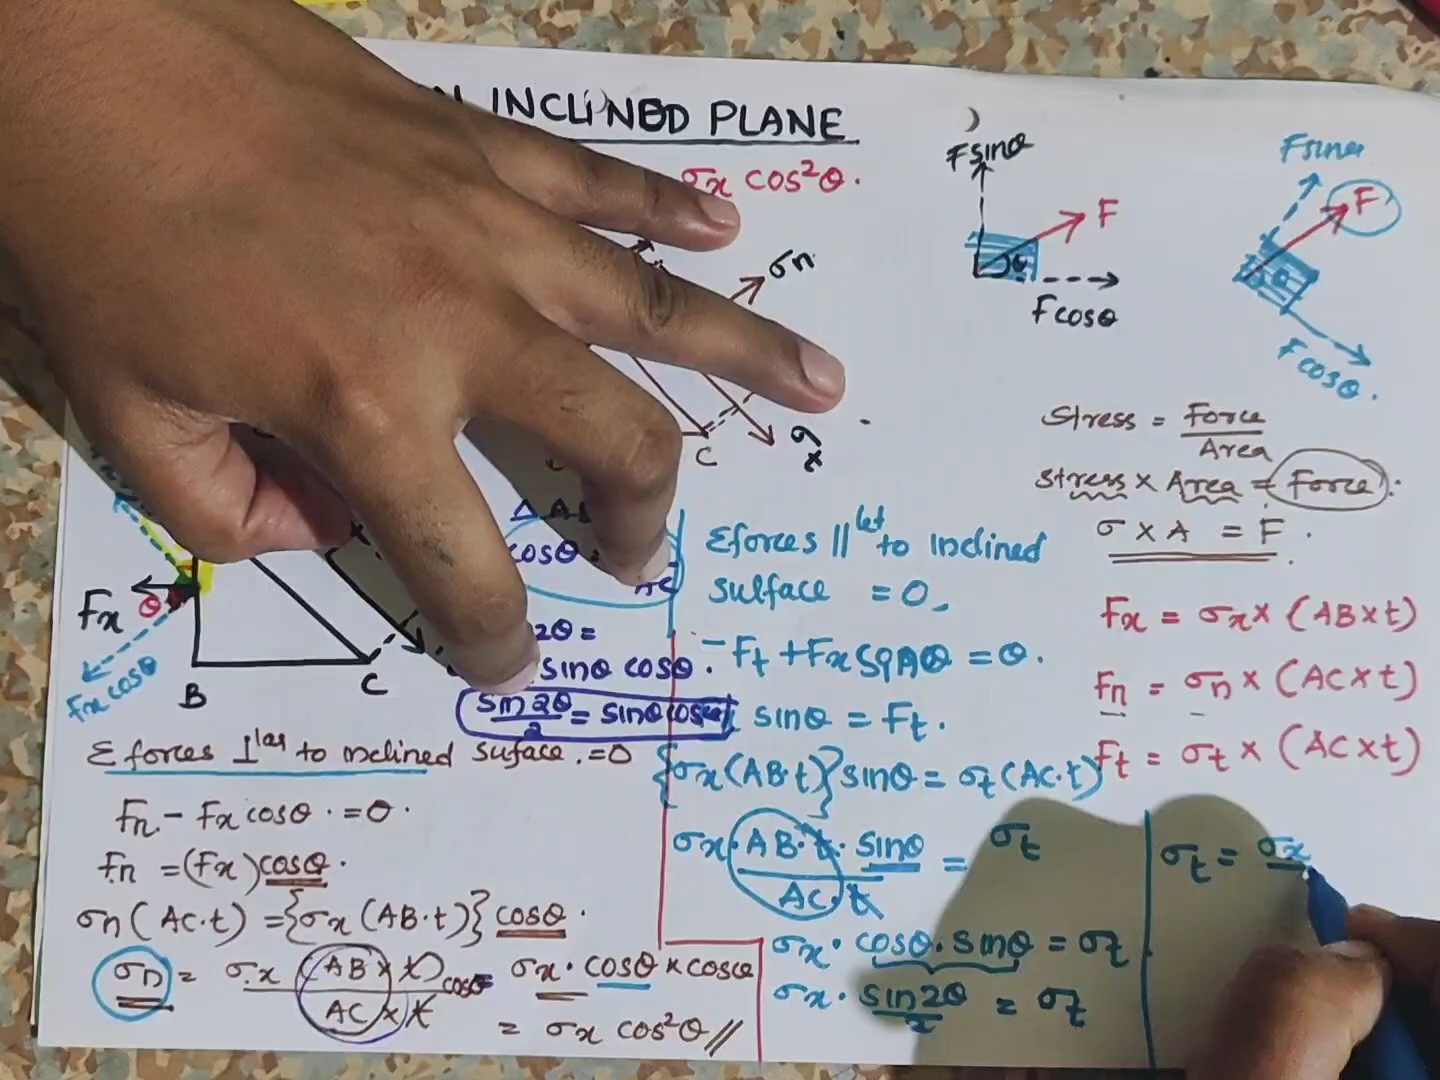 INCLINED PLANE
σx cos²θ.
σn
C
Fsinθ
F
θ
Fcosθ
F
θ
Fcosθ.
Stress = Force
Area
Stress × Area = Force.
σ × A = F.
Fx = σx × (AB×t)
Fn = σn × (AC×t)
Ft = σt × (AC×t)
Fx
θ
Fx cosθ
B
C
cosθ =
2θ =
sinθ cosθ.
sin2θ/2 = sinθcosθ
Σforces ⊥lar to inclined suface. =0
Fn - Fx cosθ . =0.
Fn = (Fx) cosθ.
σn (AC.t) = {σx (AB.t)} cosθ.
σn = σx (AB × t) cosθ = σx . cosθ × cosθ
AC × t
= σx cos²θ //
Σforces ||lel to Inclined
surface = 0.
-Ft + Fx sinθ = 0.
sinθ = Ft.
{σx (AB.t)} sinθ = σt (AC.t)
σx . AB.t. sinθ = σt
AC.t
σx . cosθ . sinθ = σt
σx . sin2θ/2 = σt
σt = σx